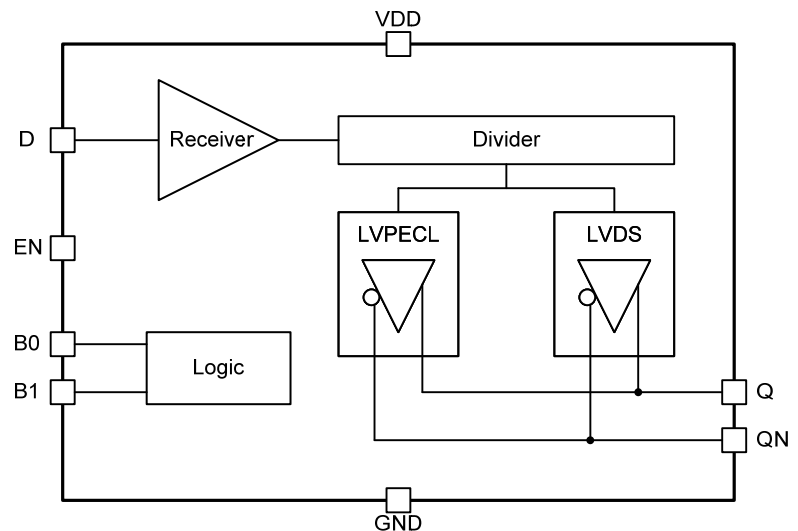 VDD
D
Receiver
Divider
EN
LVPECL
LVDS
B0
Logic
B1
Q
QN
GND